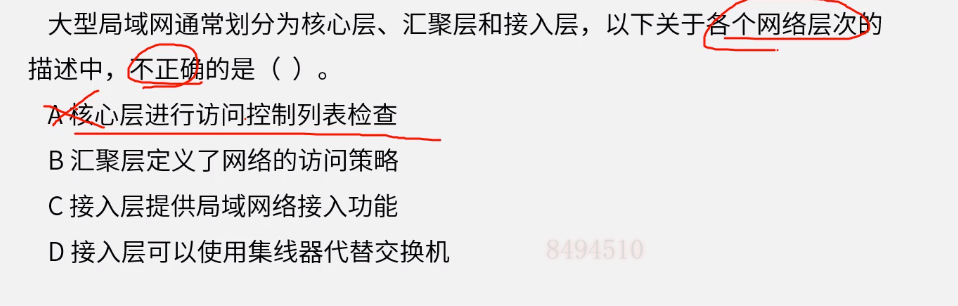 大型局域网通常划分为核心层、汇聚层和接入层，以下关于各个网络层次的
描述中，不正确的是（ ）。
A 核心层进行访问控制列表检查
B 汇聚层定义了网络的访问策略
C 接入层提供局域网络接入功能
D 接入层可以使用集线器代替交换机
8494510